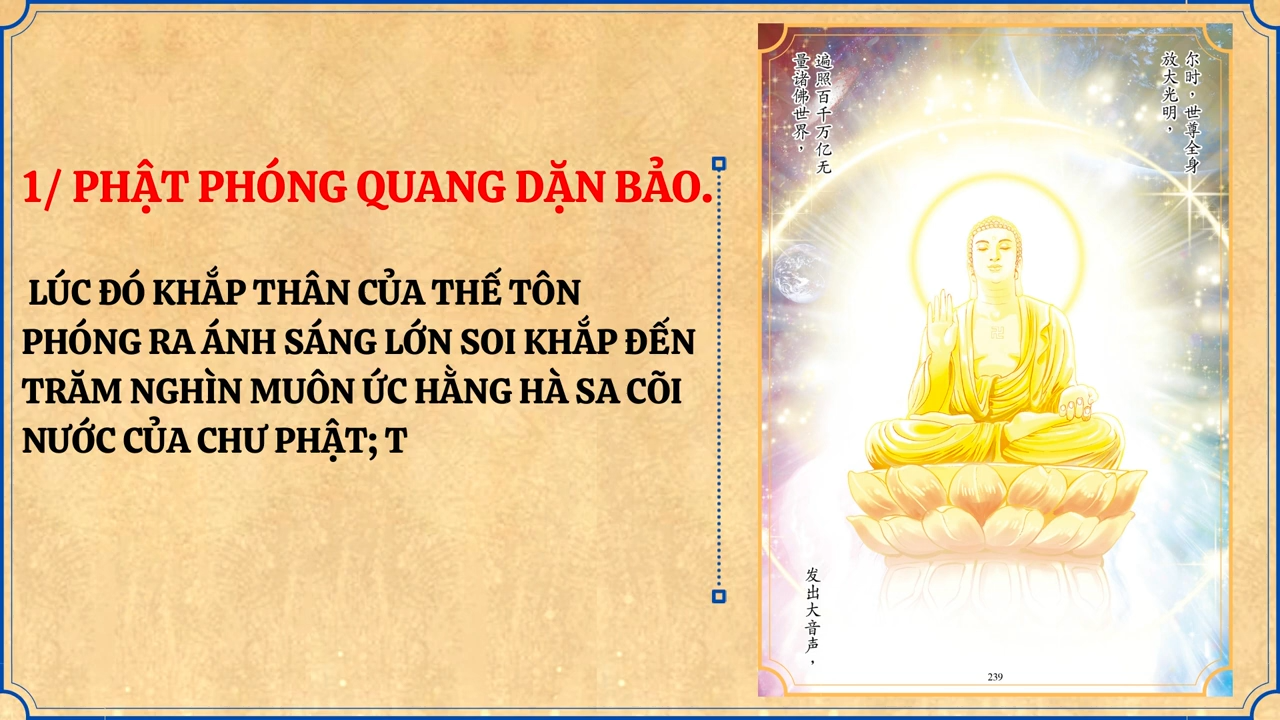 1/ PHẬT PHÓNG QUANG DẶN BẢO.
LÚC ĐÓ KHẮP THÂN CỦA THẾ TÔN
PHÓNG RA ÁNH SÁNG LỚN SOI KHẮP ĐẾN
TRĂM NGHÌN MUÔN ỨC HẰNG HÀ SA CÕI
NƯỚC CỦA CHƯ PHẬT; T
尔时，世尊全身
放大光明，
遍照百千万亿无
量诸佛世界，
发出大音声，
239